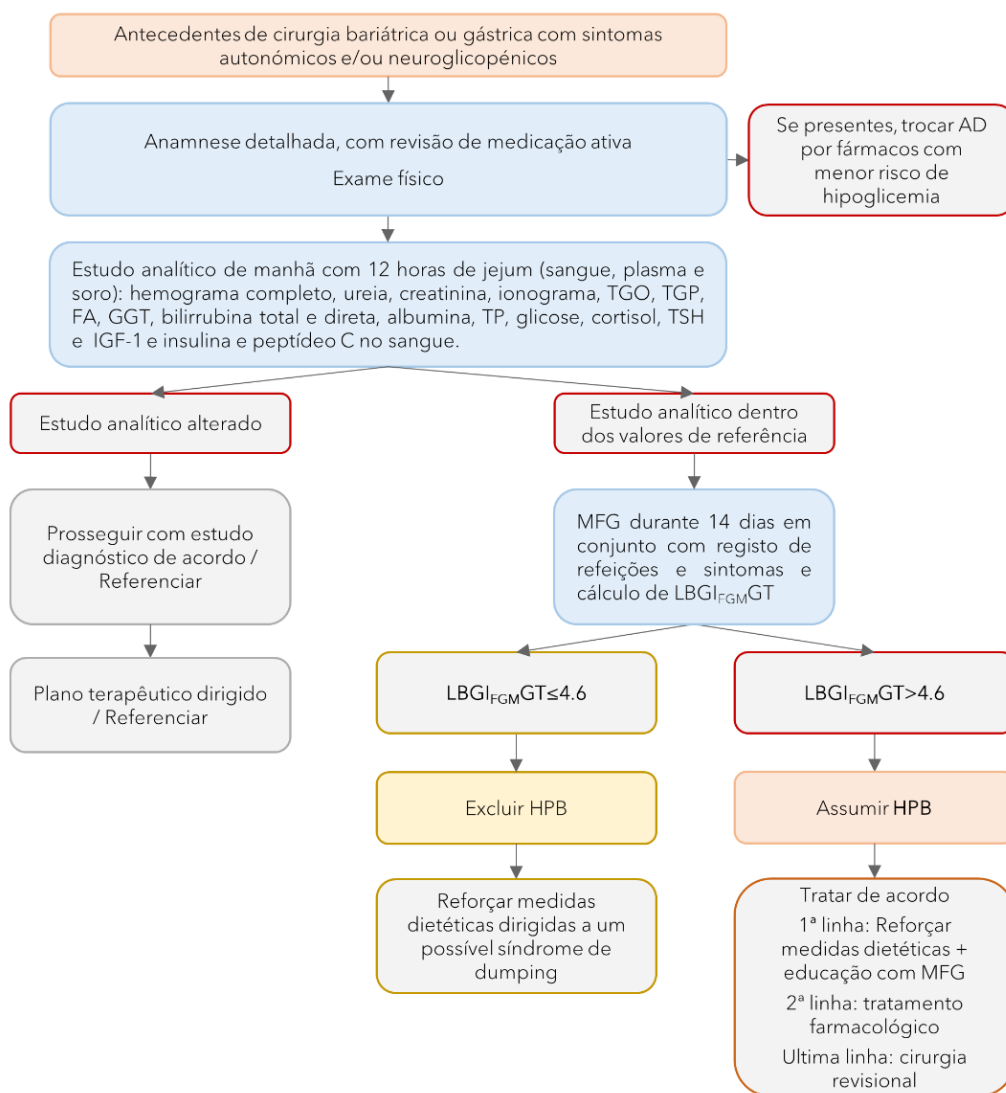 Antecedentes de cirurgia bariátrica ou gástrica com sintomas
autonómicos e/ou neuroglicopénicos
Anamnese detalhada, com revisão de medicação ativa
Exame físico
Se presentes, trocar AD
por fármacos com
menor risco de
hipoglicemia
Estudo analítico de manhã com 12 horas de jejum (sangue, plasma e
soro): hemograma completo, ureia, creatinina, ionograma, TGO, TGP,
FA, GGT, bilirrubina total e direta, albumina, TP, glicose, cortisol, TSH
e IGF-1 e insulina e peptídeo C no sangue.
Estudo analítico alterado
Estudo analítico dentro
dos valores de referência
Prosseguir com estudo
diagnóstico de acordo /
Referenciar
MFG durante 14 dias em
conjunto com registo de
refeições e sintomas e
cálculo de LBGI_FGM GT
Plano terapêutico dirigido
/ Referenciar
LBGI_FGM GT≤4.6
LBGI_FGM GT>4.6
Excluir HPB
Assumir HPB
Reforçar medidas
dietéticas dirigidas a um
possível síndrome de
dumping
Tratar de acordo
1ª linha: Reforçar
medidas dietéticas +
educação com MFG
2ª linha: tratamento
farmacológico
Ultima linha: cirurgia
revisional